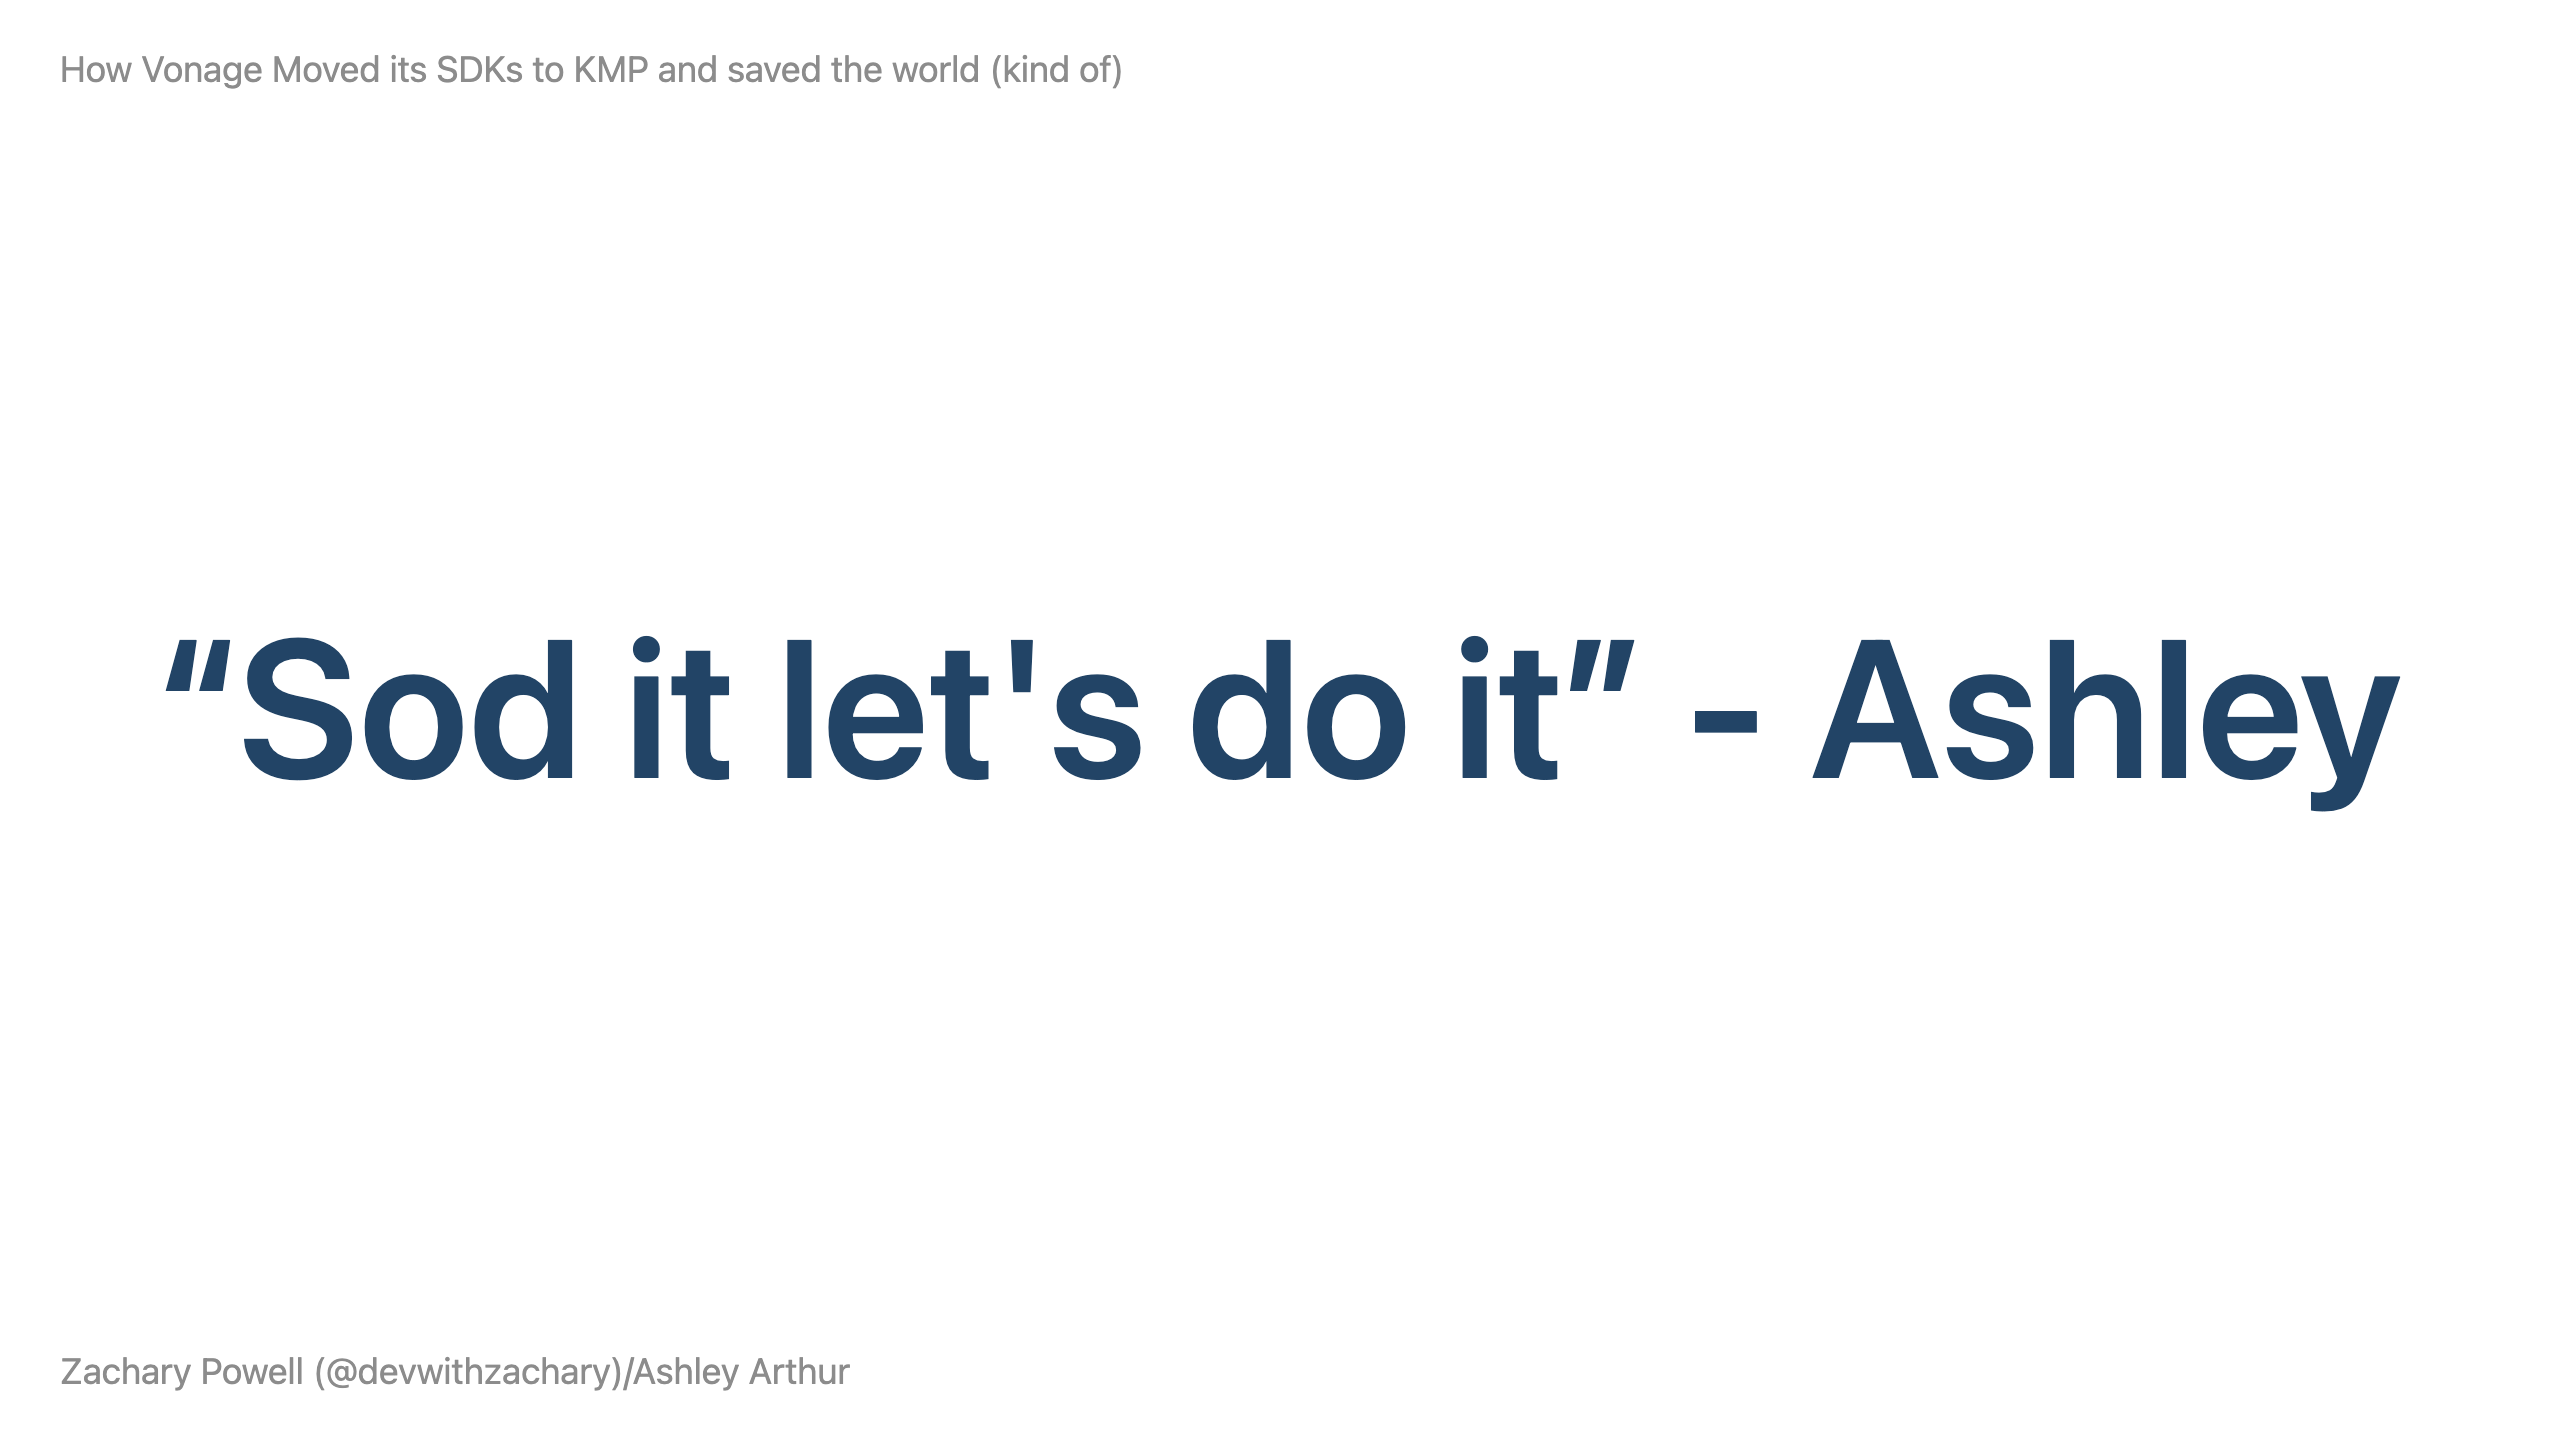 How Vonage Moved its SDKs to KMP and saved the world (kind of)
“Sod it let's do it” - Ashley
Zachary Powell (@devwithzachary)/Ashley Arthur